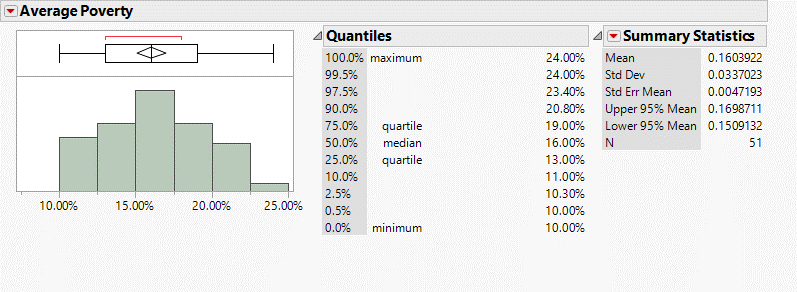 Average Poverty
10.00% 15.00% 20.00% 25.00%
Quantiles
100.0% maximum 24.00%
99.5% 24.00%
97.5% 23.40%
90.0% 20.80%
75.0% quartile 19.00%
50.0% median 16.00%
25.0% quartile 13.00%
10.0% 11.00%
2.5% 10.30%
0.5% 10.00%
0.0% minimum 10.00%
Summary Statistics
Mean 0.1603922
Std Dev 0.0337023
Std Err Mean 0.0047193
Upper 95% Mean 0.1698711
Lower 95% Mean 0.1509132
N 51